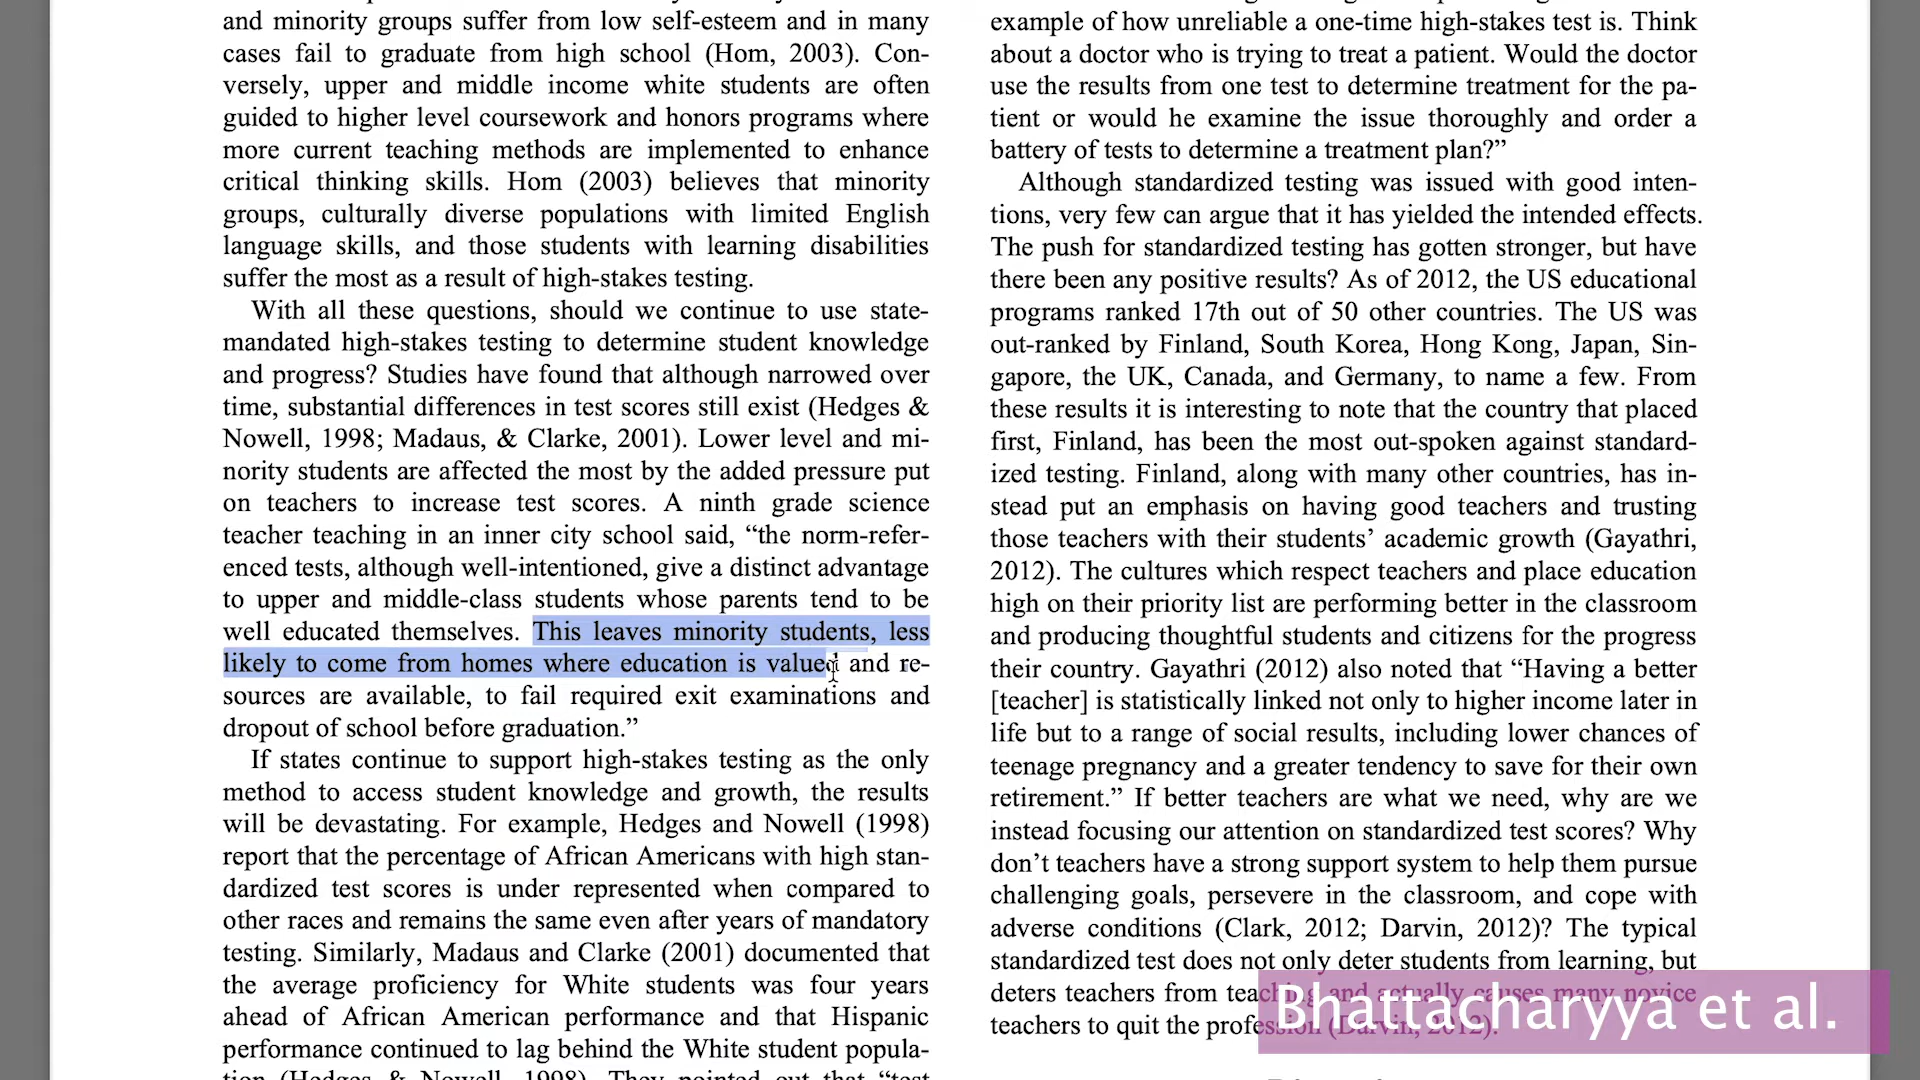 and minority groups suffer from low self-esteem and in many
cases fail to graduate from high school (Hom, 2003). Con-
versely, upper and middle income white students are often
guided to higher level coursework and honors programs where
more current teaching methods are implemented to enhance
critical thinking skills. Hom (2003) believes that minority
groups, culturally diverse populations with limited English
language skills, and those students with learning disabilities
suffer the most as a result of high-stakes testing.
With all these questions, should we continue to use state-
mandated high-stakes testing to determine student knowledge
and progress? Studies have found that although narrowed over
time, substantial differences in test scores still exist (Hedges &
Nowell, 1998; Madaus, & Clarke, 2001). Lower level and mi-
nority students are affected the most by the added pressure put
on teachers to increase test scores. A ninth grade science
teacher teaching in an inner city school said, “the norm-refer-
enced tests, although well-intentioned, give a distinct advantage
to upper and middle-class students whose parents tend to be
well educated themselves. This leaves minority students, less
likely to come from homes where education is valued and re-
sources are available, to fail required exit examinations and
dropout of school before graduation.”
If states continue to support high-stakes testing as the only
method to access student knowledge and growth, the results
will be devastating. For example, Hedges and Nowell (1998)
report that the percentage of African Americans with high stan-
dardized test scores is under represented when compared to
other races and remains the same even after years of mandatory
testing. Similarly, Madaus and Clarke (2001) documented that
the average proficiency for White students was four years
ahead of African American performance and that Hispanic
performance continued to lag behind the White student popula-
tion (Hedges & Nowell, 1998). They pointed out that “test
example of how unreliable a one-time high-stakes test is. Think
about a doctor who is trying to treat a patient. Would the doctor
use the results from one test to determine treatment for the pa-
tient or would he examine the issue thoroughly and order a
battery of tests to determine a treatment plan?”
Although standardized testing was issued with good inten-
tions, very few can argue that it has yielded the intended effects.
The push for standardized testing has gotten stronger, but have
there been any positive results? As of 2012, the US educational
programs ranked 17th out of 50 other countries. The US was
out-ranked by Finland, South Korea, Hong Kong, Japan, Sin-
gapore, the UK, Canada, and Germany, to name a few. From
these results it is interesting to note that the country that placed
first, Finland, has been the most out-spoken against standard-
ized testing. Finland, along with many other countries, has in-
stead put an emphasis on having good teachers and trusting
those teachers with their students’ academic growth (Gayathri,
2012). The cultures which respect teachers and place education
high on their priority list are performing better in the classroom
and producing thoughtful students and citizens for the progress
their country. Gayathri (2012) also noted that “Having a better
[teacher] is statistically linked not only to higher income later in
life but to a range of social results, including lower chances of
teenage pregnancy and a greater tendency to save for their own
retirement.” If better teachers are what we need, why are we
instead focusing our attention on standardized test scores? Why
don’t teachers have a strong support system to help them pursue
challenging goals, persevere in the classroom, and cope with
adverse conditions (Clark, 2012; Darvin, 2012)? The typical
standardized test does not only deter students from learning, but
deters teachers from teaching and actually causes many novice
teachers to quit the profession (Darvin, 2012).
Bhattacharyya et al.